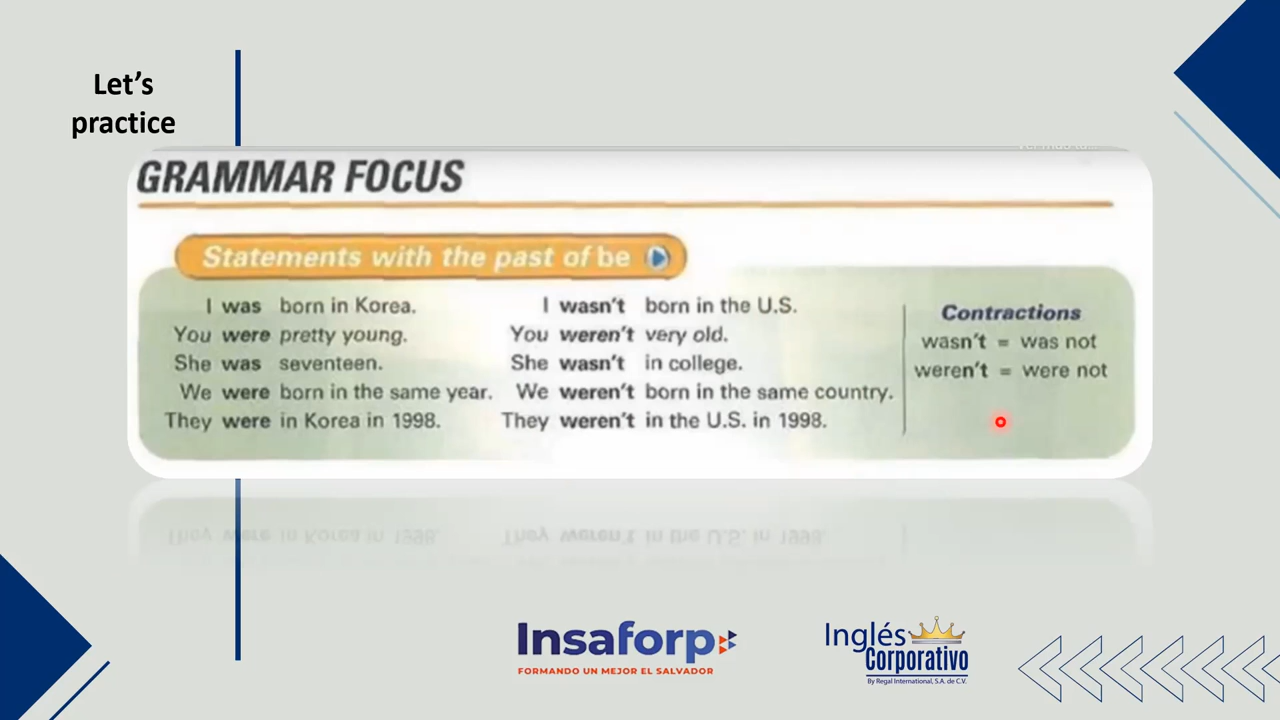 Let's
practice
GRAMMAR FOCUS
Statements with the past of be
I was born in Korea.
You were pretty young.
She was seventeen.
We were born in the same year.
They were in Korea in 1998.
I wasn't born in the U.S.
You weren't very old.
She wasn't in college.
We weren't born in the same country.
They weren't in the U.S. in 1998.
Contractions
wasn't = was not
weren't = were not
Insaforp
FORMANDO UN MEJOR EL SALVADOR
Inglés
Corporativo
By Regal International, S.A. de C.V.